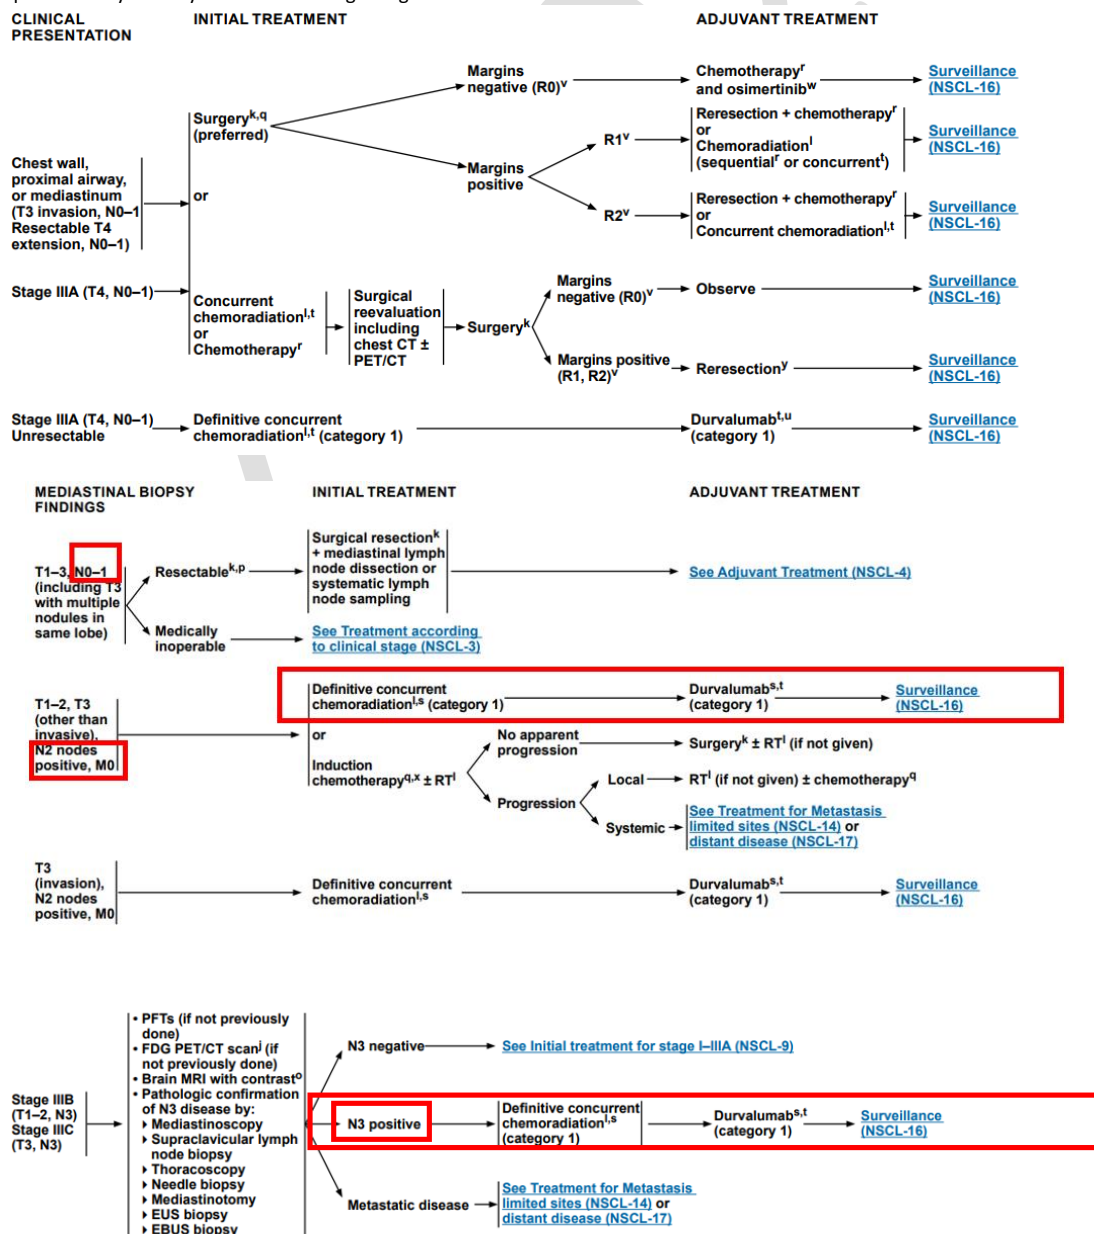 CLINICAL PRESENTATION
INITIAL TREATMENT
ADJUVANT TREATMENT
Chest wall,
proximal airway,
or mediastinum
(T3 invasion, N0–1
Resectable T4
extension, N0–1)
Stage IIIA (T4, N0–1)
Surgeryk,q
(preferred)
or
Concurrent
chemoradiationl,t
or
Chemotherapyr
Margins
negative (R0)v
Chemotherapyr
and osimertinibw
Surveillance
(NSCL-16)
Margins
positive
R1v
Reresection + chemotherapyr
or
Chemoradiationl
(sequentialr or concurrentt)
Surveillance
(NSCL-16)
R2v
Reresection + chemotherapyr
or
Concurrent chemoradiationl,t
Surveillance
(NSCL-16)
Surgical
reevaluation
including
chest CT ±
PET/CT
Surgeryk
Margins
negative (R0)v
Observe
Surveillance
(NSCL-16)
Margins positive
(R1, R2)v
Reresectiony
Surveillance
(NSCL-16)
Stage IIIA (T4, N0–1)
Unresectable
Definitive concurrent
chemoradiationl,t (category 1)
Durvalumabt,u
(category 1)
Surveillance
(NSCL-16)
MEDIASTINAL BIOPSY
FINDINGS
INITIAL TREATMENT
ADJUVANT TREATMENT
T1–3, N0–1
(including T3
with multiple
nodules in
same lobe)
Resectablek,p
Surgical resectionk
+ mediastinal lymph
node dissection or
systematic lymph
node sampling
See Adjuvant Treatment (NSCL-4)
Medically
inoperable
See Treatment according
to clinical stage (NSCL-3)
T1–2, T3
(other than
invasive),
N2 nodes
positive, M0
Definitive concurrent
chemoradiationl,s (category 1)
Durvalumabs,t
(category 1)
Surveillance
(NSCL-16)
or
Induction
chemotherapyq,x ± RTl
No apparent
progression
Surgeryk ± RTl (if not given)
Progression
Local
RTl (if not given) ± chemotherapyq
Systemic
See Treatment for Metastasis
limited sites (NSCL-14) or
distant disease (NSCL-17)
T3
(invasion),
N2 nodes
positive, M0
Definitive concurrent
chemoradiationl,s
Durvalumabs,t
(category 1)
Surveillance
(NSCL-16)
Stage IIIB
(T1–2, N3)
Stage IIIC
(T3, N3)
• PFTs (if not previously
done)
• FDG PET/CT scanj (if
not previously done)
• Brain MRI with contrasto
• Pathologic confirmation
of N3 disease by:
Mediastinoscopy
Supraclavicular lymph
node biopsy
Thoracoscopy
Needle biopsy
Mediastinotomy
EUS biopsy
EBUS biopsy
N3 negative
See Initial treatment for stage I–IIIA (NSCL-9)
N3 positive
Definitive concurrent
chemoradiationl,s
(category 1)
Durvalumabs,t
(category 1)
Surveillance
(NSCL-16)
Metastatic disease
See Treatment for Metastasis
limited sites (NSCL-14) or
distant disease (NSCL-17)